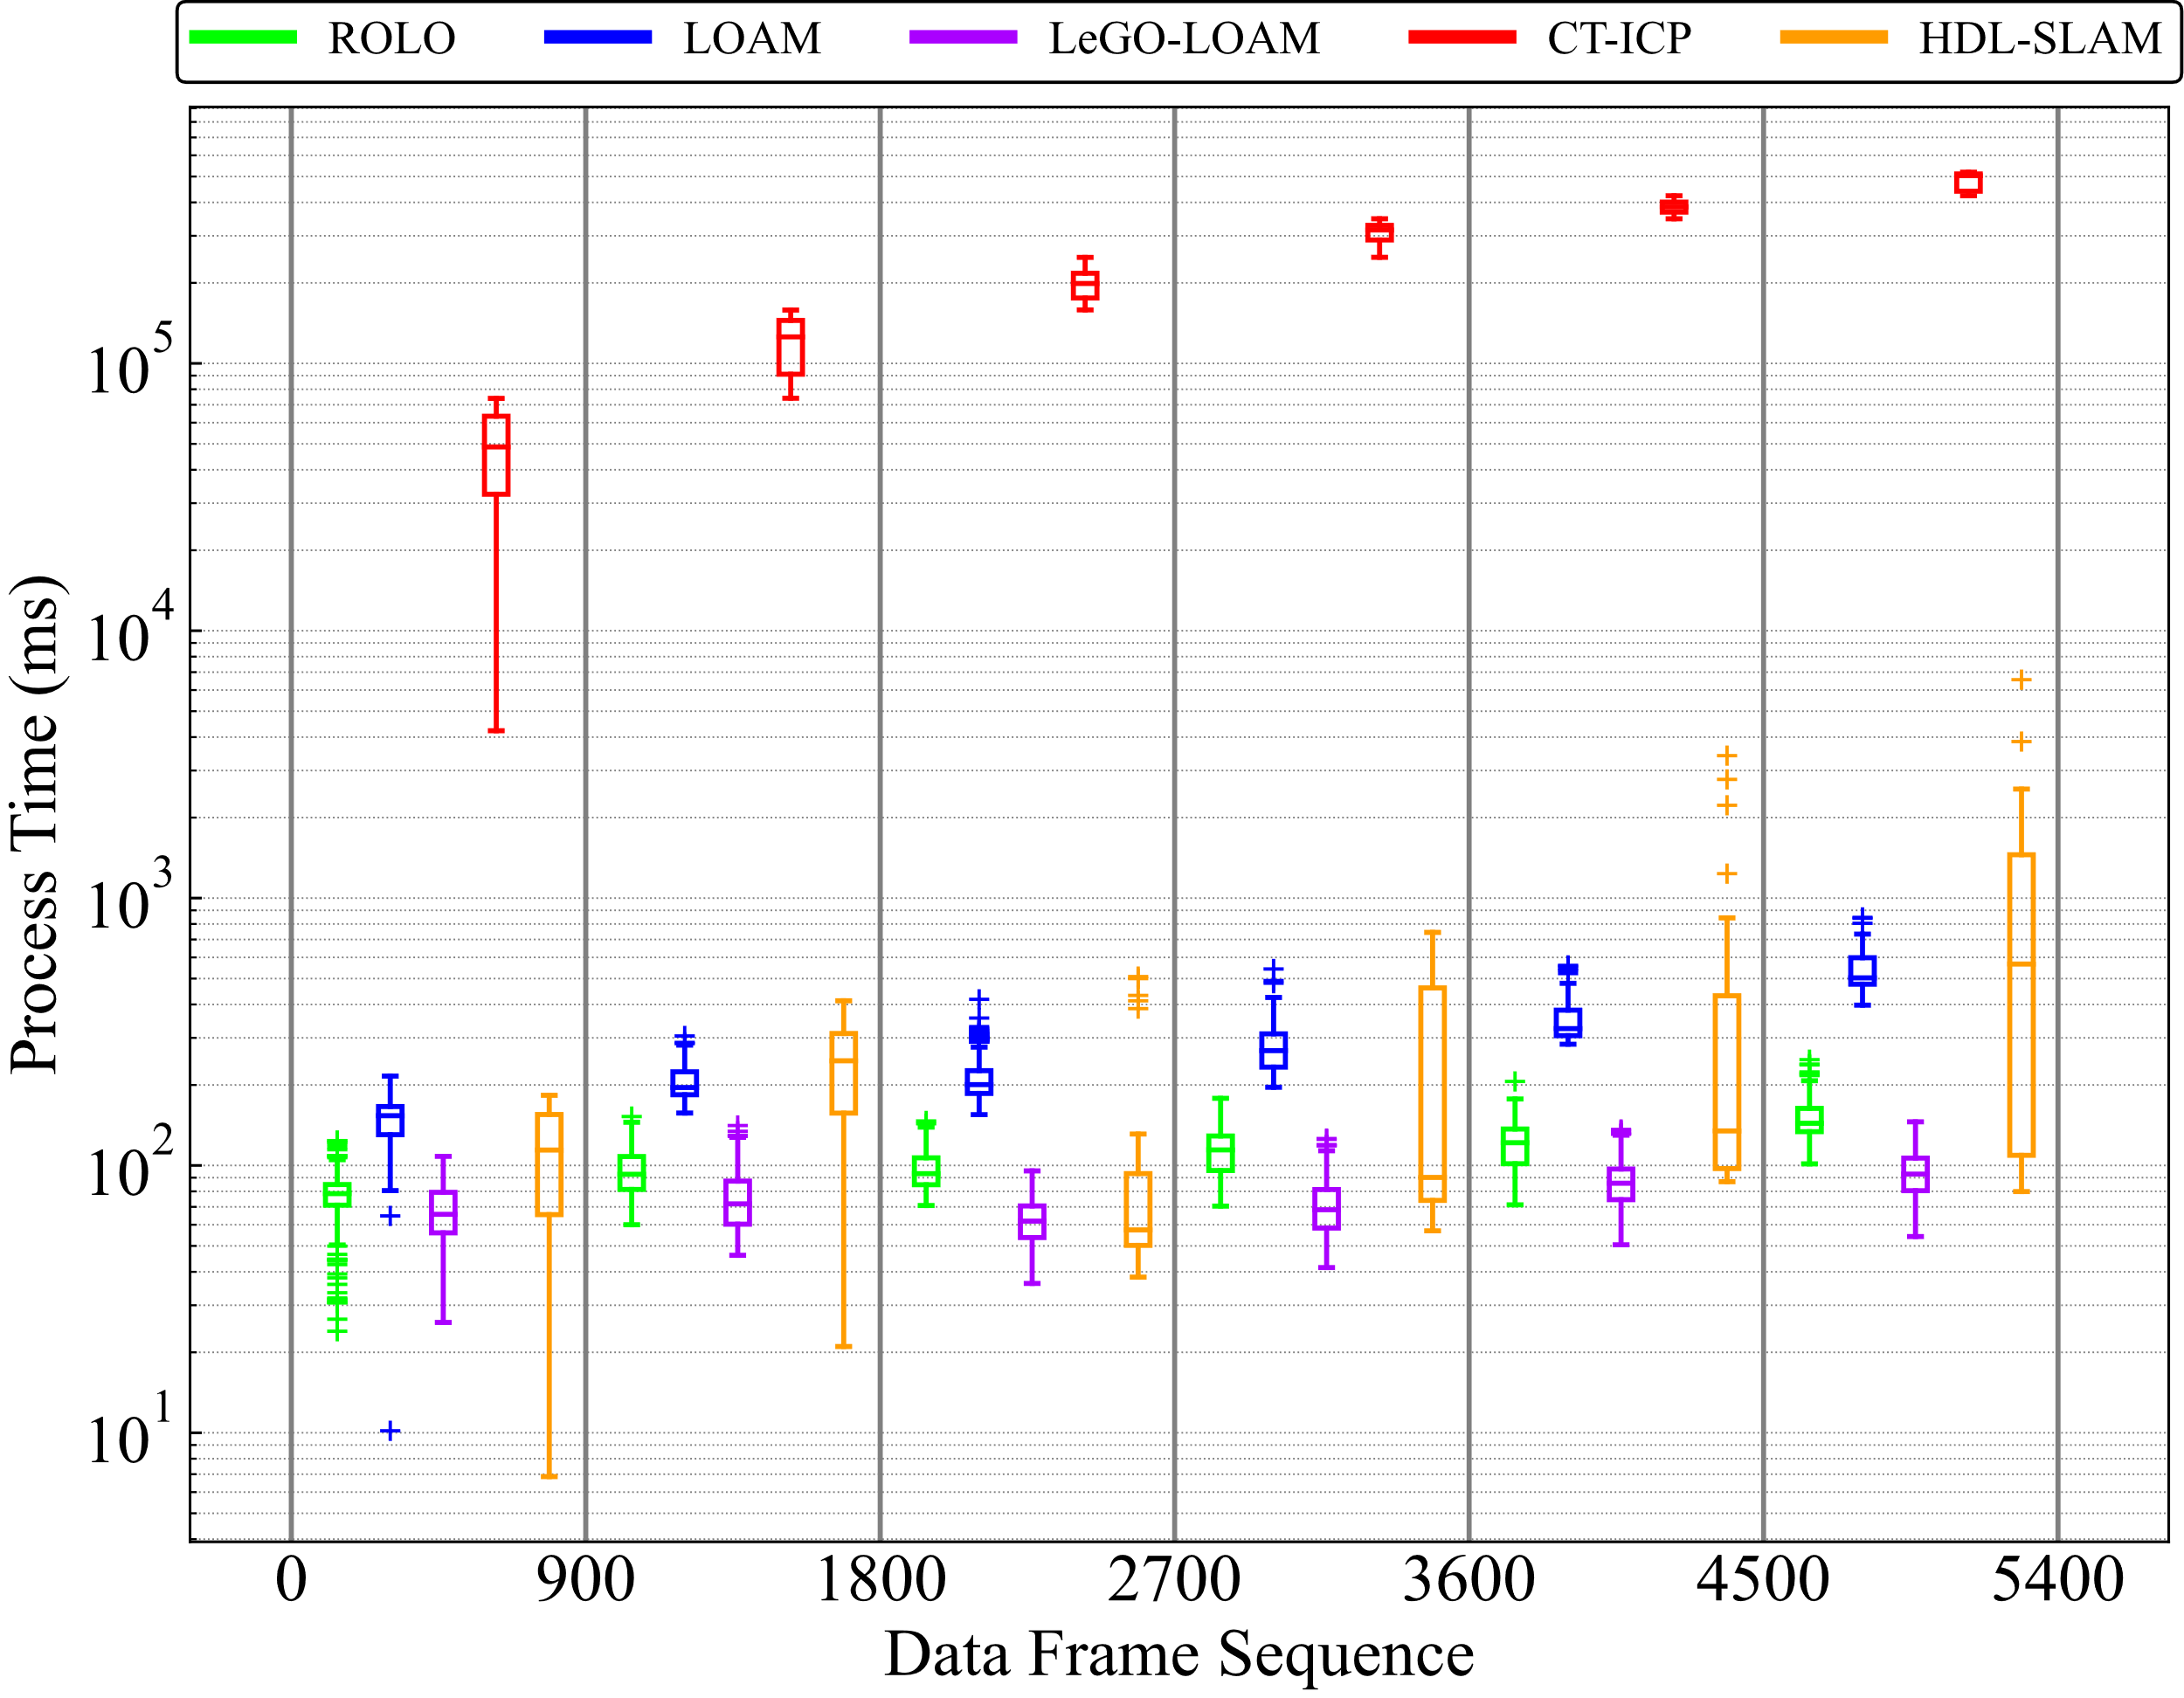 ROLO LOAM LeGO-LOAM CT-ICP HDL-SLAM
Process Time (ms)
10^5
10^4
10^3
10^2
10^1
0 900 1800 2700 3600 4500 5400
Data Frame Sequence